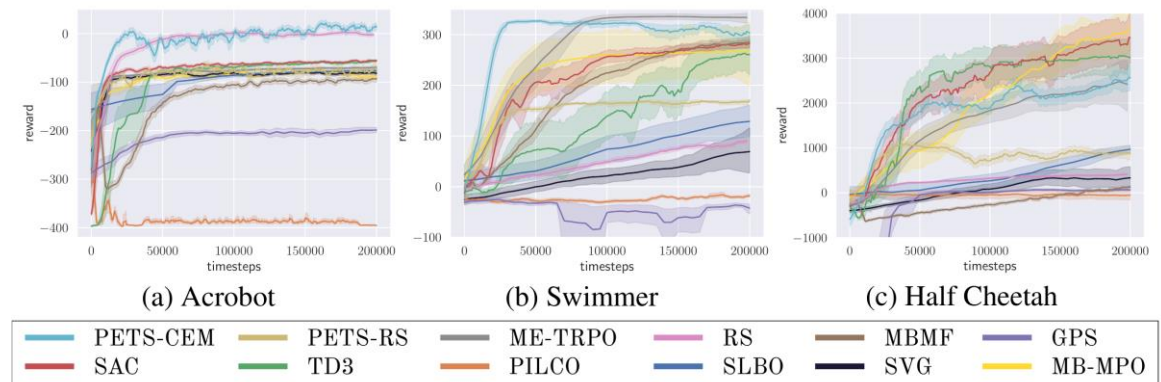 0
−100
−200
−300
−400
reward
0
50000
100000
150000
200000
timesteps
(a) Acrobot
300
200
100
0
−100
reward
0
50000
100000
150000
200000
timesteps
(b) Swimmer
4000
3000
2000
1000
0
−1000
reward
0
50000
100000
150000
200000
timesteps
(c) Half Cheetah
PETS-CEM PETS-RS ME-TRPO RS MBMF GPS
SAC TD3 PILCO SLBO SVG MB-MPO